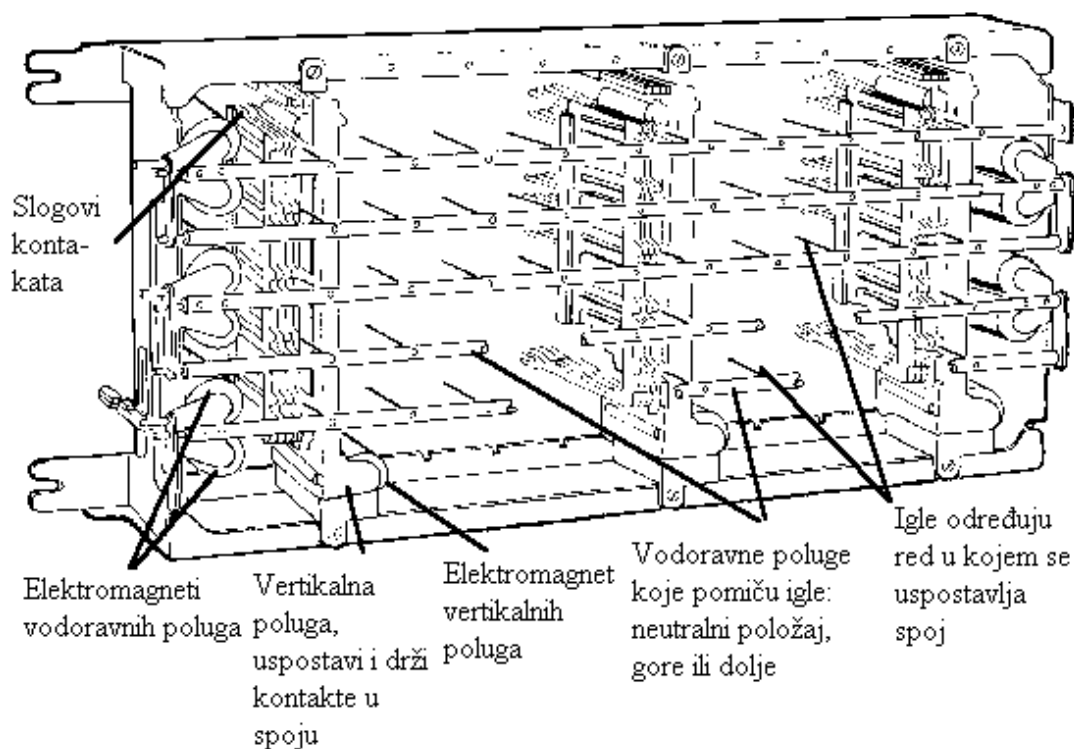 Slogovi
konta-
kata
Elektromagneti
vodoravnih poluga
Vertikalna
poluga,
uspostavi i drži
kontakte u
spoju
Elektromagnet
vertikalnih
poluga
Vodoravne poluge
koje pomiču igle:
neutralni položaj,
gore ili dolje
Igle određuju
red u kojem se
uspostavlja
spoj